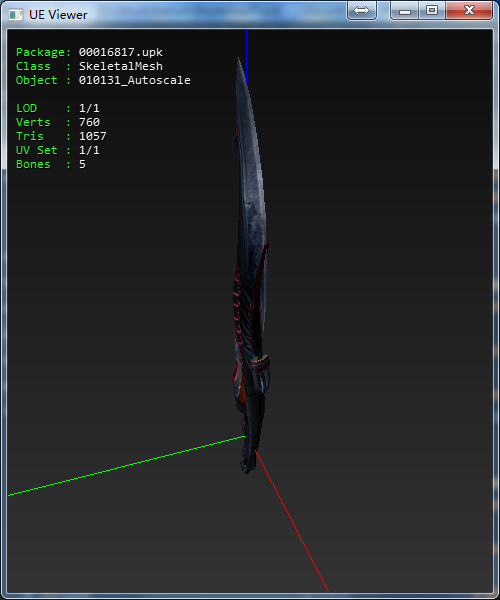 UE Viewer
Package: 00016817.upk
Class  : SkeletalMesh
Object : 010131_Autoscale
LOD    : 1/1
Verts  : 760
Tris   : 1057
UV Set : 1/1
Bones  : 5